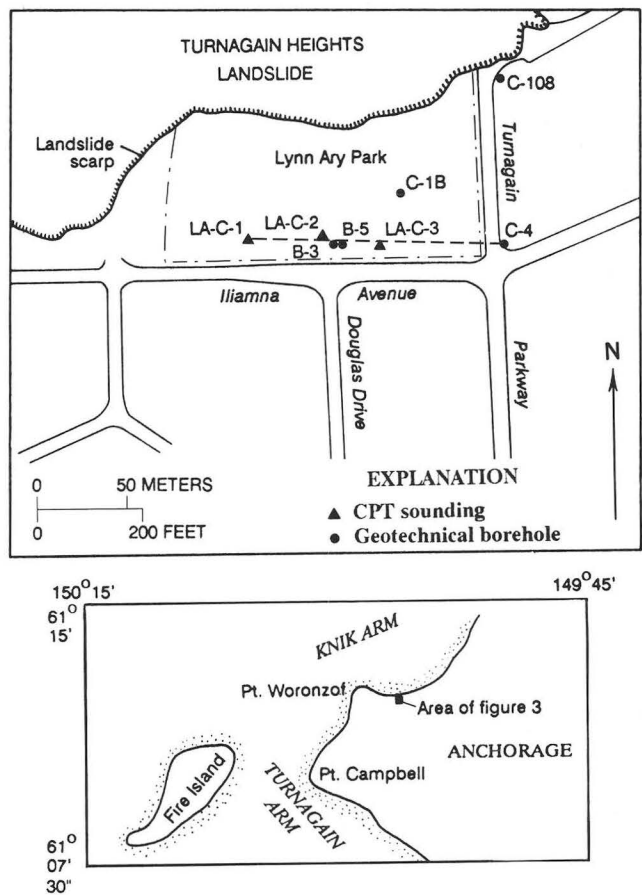 TURNAGAIN HEIGHTS
LANDSLIDE
C-108
Landslide
scarp
Turnagain
Lynn Ary Park
C-1B
LA-C-1
LA-C-2
B-5
LA-C-3
C-4
B-3
Iliamna
Avenue
Douglas Drive
Parkway
N
0 50 METERS
0 200 FEET
EXPLANATION
▲ CPT sounding
● Geotechnical borehole
150° 15'
149° 45'
61°
15'
KNIK ARM
Pt. Woronzof
Area of figure 3
ANCHORAGE
Pt. Campbell
Fire Island
TURNAGAIN
ARM
61°
07'
30"